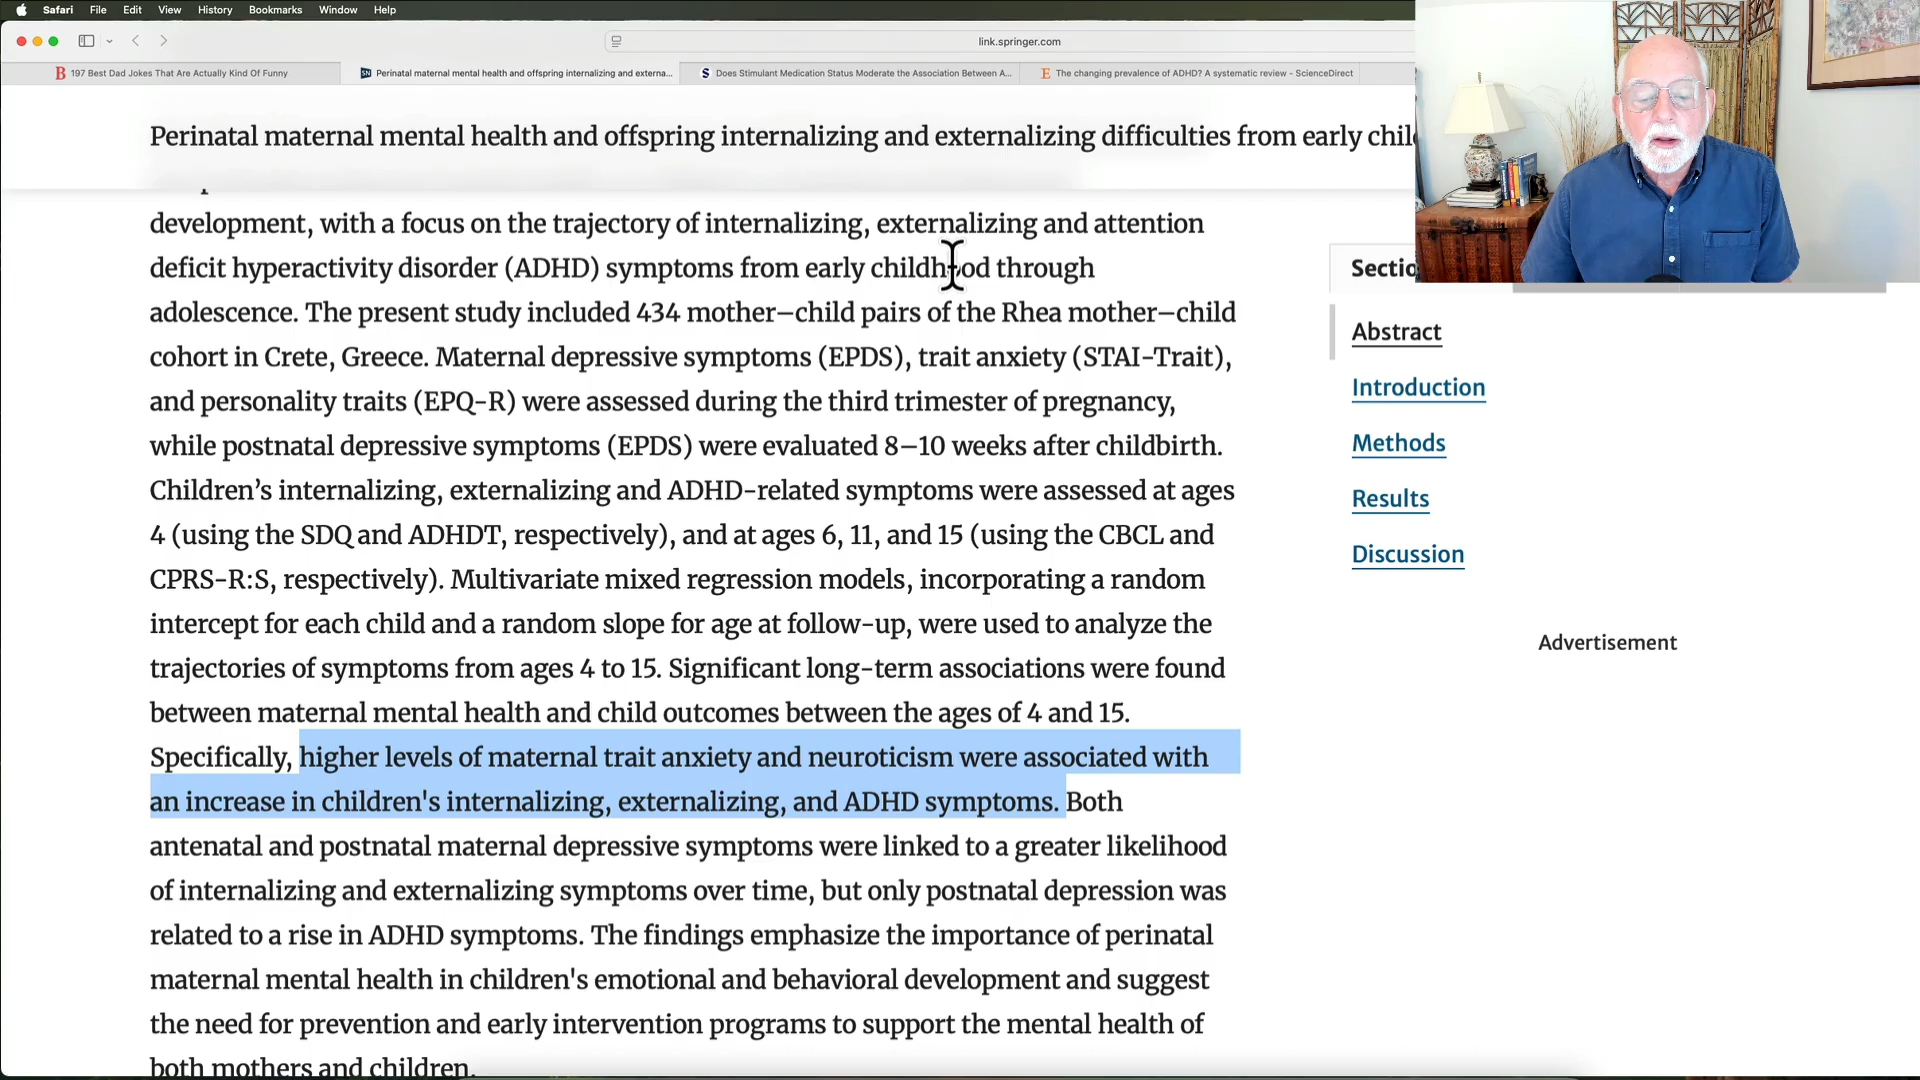 Safari File Edit View History Bookmarks Window Help
link.springer.com
B 197 Best Dad Jokes That Are Actually Kind Of Funny
SN Perinatal maternal mental health and offspring internalizing and externa...
S Does Stimulant Medication Status Moderate the Association Between A...
E The changing prevalence of ADHD? A systematic review - ScienceDirect
Perinatal maternal mental health and offspring internalizing and externalizing difficulties from early chil
development, with a focus on the trajectory of internalizing, externalizing and attention
deficit hyperactivity disorder (ADHD) symptoms from early childhood through
adolescence. The present study included 434 mother–child pairs of the Rhea mother–child
cohort in Crete, Greece. Maternal depressive symptoms (EPDS), trait anxiety (STAI-Trait),
and personality traits (EPQ-R) were assessed during the third trimester of pregnancy,
while postnatal depressive symptoms (EPDS) were evaluated 8–10 weeks after childbirth.
Children’s internalizing, externalizing and ADHD-related symptoms were assessed at ages
4 (using the SDQ and ADHDT, respectively), and at ages 6, 11, and 15 (using the CBCL and
CPRS-R:S, respectively). Multivariate mixed regression models, incorporating a random
intercept for each child and a random slope for age at follow-up, were used to analyze the
trajectories of symptoms from ages 4 to 15. Significant long-term associations were found
between maternal mental health and child outcomes between the ages of 4 and 15.
Specifically, higher levels of maternal trait anxiety and neuroticism were associated with
an increase in children's internalizing, externalizing, and ADHD symptoms. Both
antenatal and postnatal maternal depressive symptoms were linked to a greater likelihood
of internalizing and externalizing symptoms over time, but only postnatal depression was
related to a rise in ADHD symptoms. The findings emphasize the importance of perinatal
maternal mental health in children's emotional and behavioral development and suggest
the need for prevention and early intervention programs to support the mental health of
both mothers and children.
Sectio
Abstract
Introduction
Methods
Results
Discussion
Advertisement